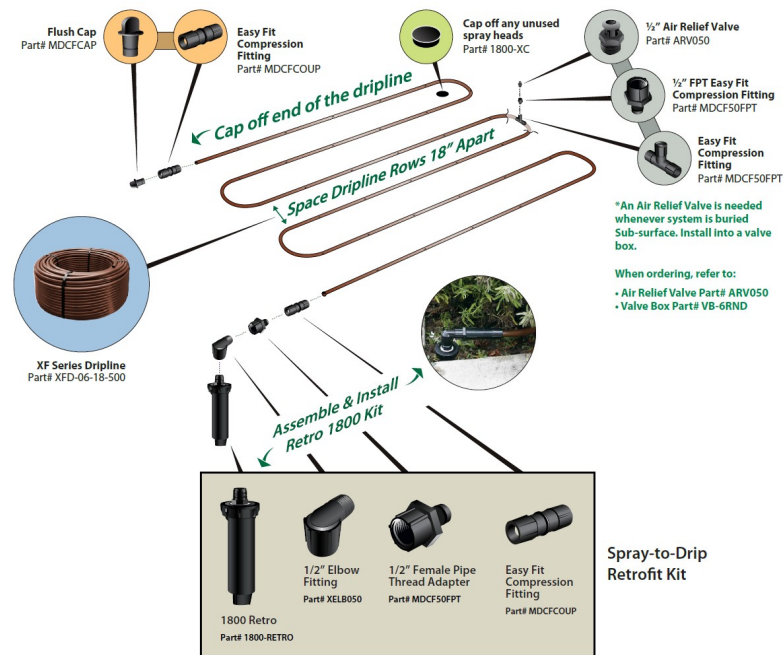 Flush Cap
Part# MDCFCAP
Easy Fit
Compression
Fitting
Part# MDCFCOUP
Cap off any unused
spray heads
Part# 1800-XC
½" Air Relief Valve
Part# ARV050
½" FPT Easy Fit
Compression Fitting
Part# MDCF50FPT
Easy Fit
Compression
Fitting
Part# MDCF50FPT
Cap off end of the dripline
Space Dripline Rows 18" Apart
*An Air Relief Valve is needed
whenever system is buried
Sub-surface. Install into a valve
box.
When ordering, refer to:
• Air Relief Valve Part# ARV050
• Valve Box Part# VB-6RND
XF Series Dripline
Part# XFD-06-18-500
Assemble & Install
Retro 1800 Kit
1800 Retro
Part# 1800-RETRO
1/2" Elbow
Fitting
Part# XELB050
1/2" Female Pipe
Thread Adapter
Part# MDCF50FPT
Easy Fit
Compression
Fitting
Part# MDCFCOUP
Spray-to-Drip
Retrofit Kit